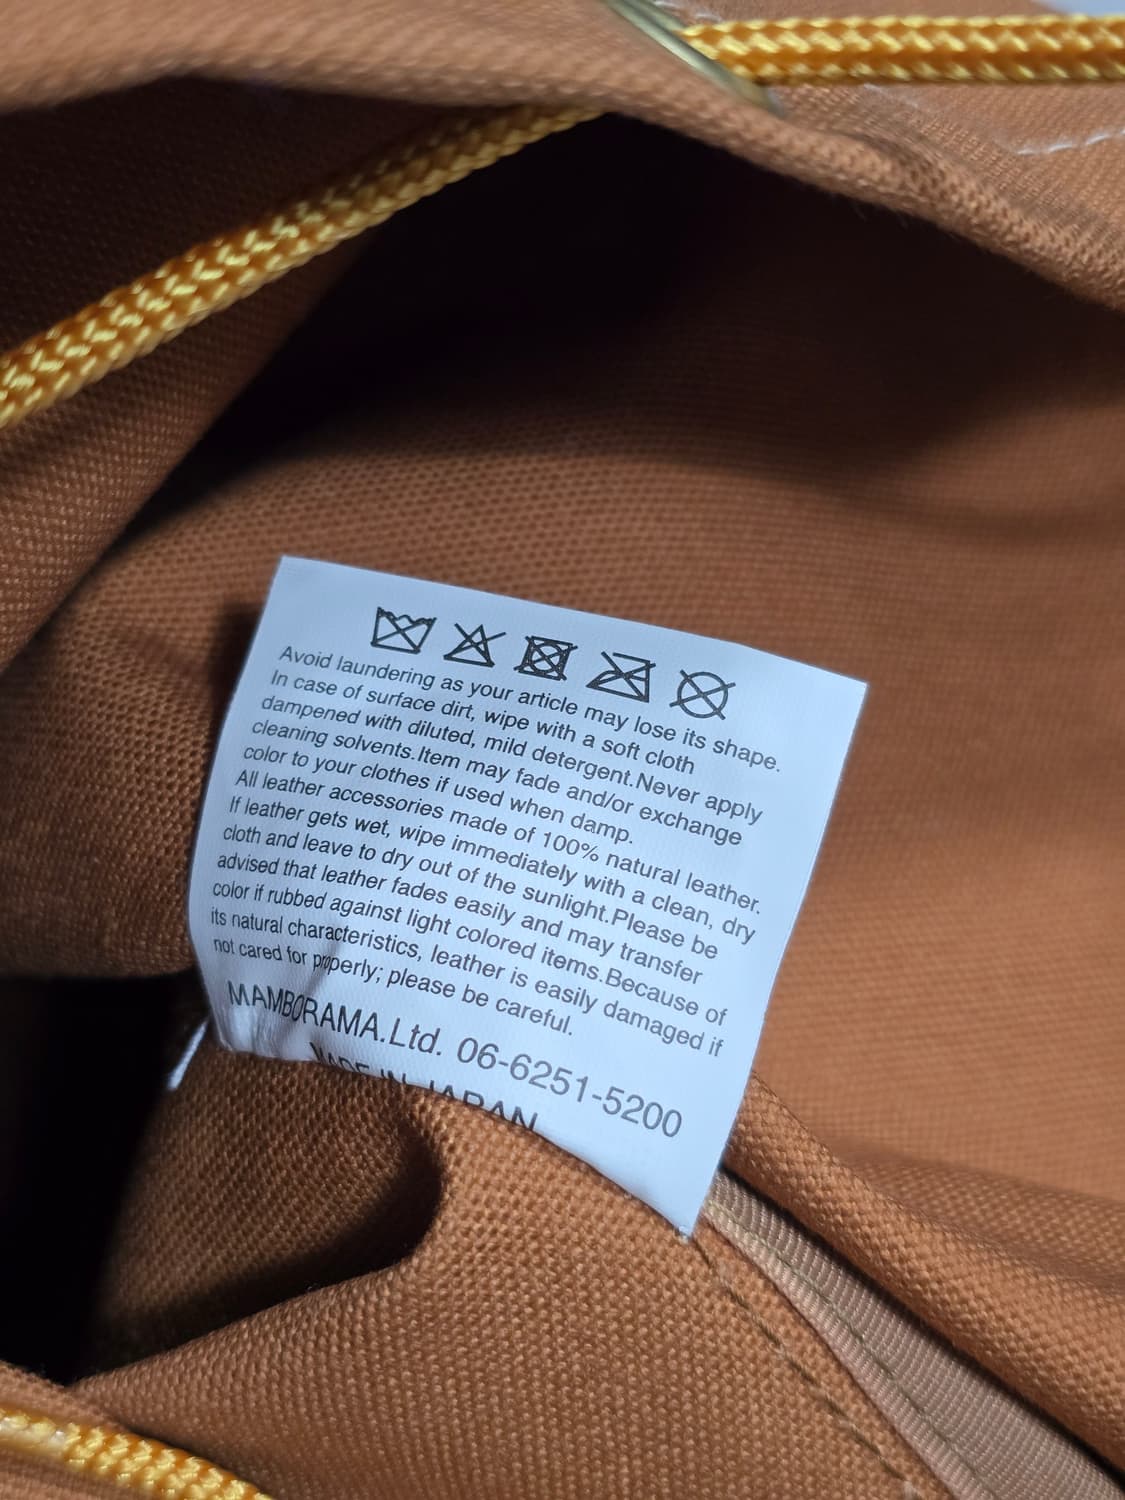 Avoid laundering as your article may lose its shape.
In case of surface dirt, wipe with a soft cloth
dampened with diluted, mild detergent.Never apply
cleaning solvents.Item may fade and/or exchange
color to your clothes if used when damp.
All leather accessories made of 100% natural leather.
If leather gets wet, wipe immediately with a clean, dry
cloth and leave to dry out of the sunlight.Please be
advised that leather fades easily and may transfer
color if rubbed against light colored items.Because of
its natural characteristics, leather is easily damaged if
not cared for properly; please be careful.
MAMBORAMA.Ltd. 06-6251-5200
MADE IN JAPAN